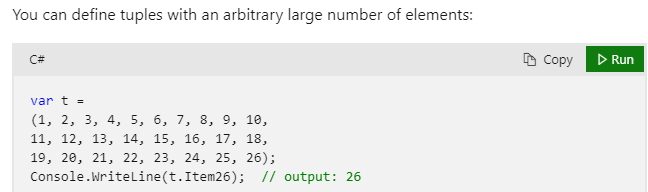 You can define tuples with an arbitrary large number of elements:
C#
Copy
Run
var t =
(1, 2, 3, 4, 5, 6, 7, 8, 9, 10,
11, 12, 13, 14, 15, 16, 17, 18,
19, 20, 21, 22, 23, 24, 25, 26);
Console.WriteLine(t.Item26);  // output: 26